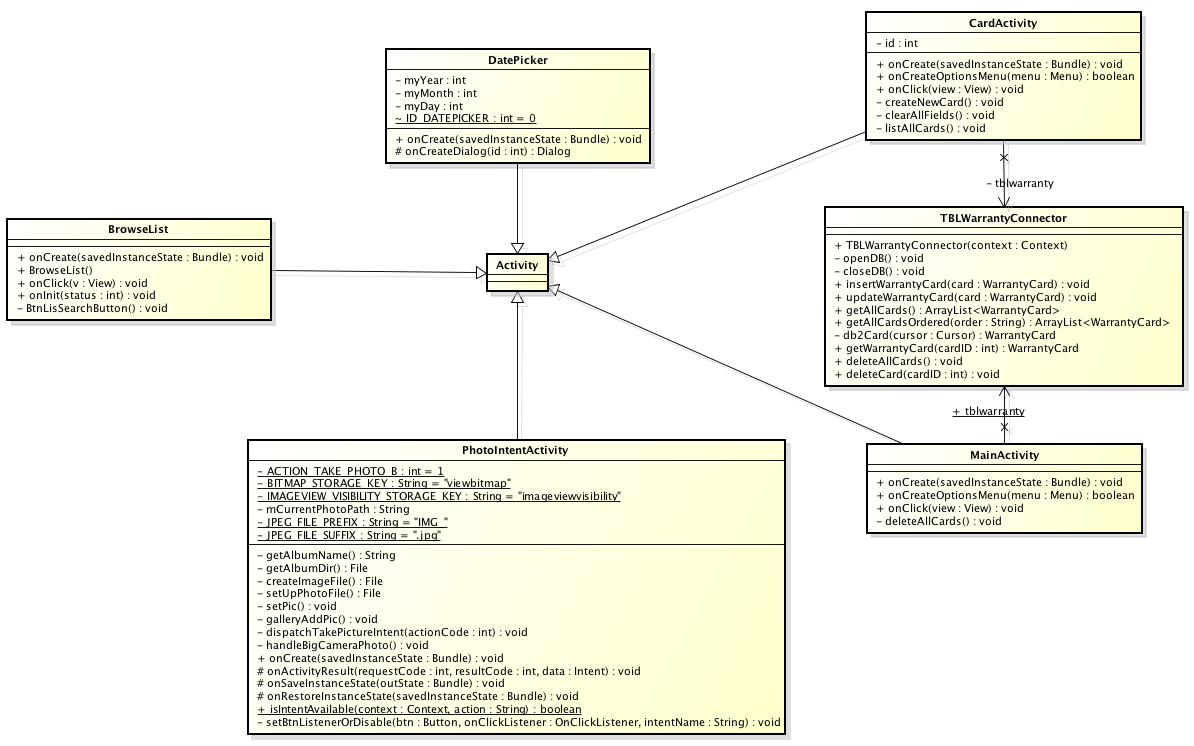 CardActivity
– id : int
+ onCreate(savedInstanceState : Bundle) : void
+ onCreateOptionsMenu(menu : Menu) : boolean
+ onClick(view : View) : void
– createNewCard() : void
– clearAllFields() : void
– listAllCards() : void
DatePicker
– myYear : int
– myMonth : int
– myDay : int
~ ID_DATEPICKER : int = 0
+ onCreate(savedInstanceState : Bundle) : void
# onCreateDialog(id : int) : Dialog
– tblwarranty
TBLWarrantyConnector
+ TBLWarrantyConnector(context : Context)
– openDB() : void
– closeDB() : void
+ insertWarrantyCard(card : WarrantyCard) : void
+ updateWarrantyCard(card : WarrantyCard) : void
+ getAllCards() : ArrayList<WarrantyCard>
+ getAllCardsOrdered(order : String) : ArrayList<WarrantyCard>
– db2Card(cursor : Cursor) : WarrantyCard
+ getWarrantyCard(cardID : int) : WarrantyCard
+ deleteAllCards() : void
+ deleteCard(cardID : int) : void
BrowseList
+ onCreate(savedInstanceState : Bundle) : void
+ BrowseList()
+ onClick(v : View) : void
+ onInit(status : int) : void
– BtnLisSearchButton() : void
Activity
+ tblwarranty
MainActivity
+ onCreate(savedInstanceState : Bundle) : void
+ onCreateOptionsMenu(menu : Menu) : boolean
+ onClick(view : View) : void
– deleteAllCards() : void
PhotoIntentActivity
– ACTION_TAKE_PHOTO_B : int = 1
– BITMAP_STORAGE_KEY : String = "viewbitmap"
– IMAGEVIEW_VISIBILITY_STORAGE_KEY : String = "imageviewvisibility"
– mCurrentPhotoPath : String
– JPEG_FILE_PREFIX : String = "IMG_"
– JPEG_FILE_SUFFIX : String = ".jpg"
– getAlbumName() : String
– getAlbumDir() : File
– createImageFile() : File
– setUpPhotoFile() : File
– setPic() : void
– galleryAddPic() : void
– dispatchTakePictureIntent(actionCode : int) : void
– handleBigCameraPhoto() : void
+ onCreate(savedInstanceState : Bundle) : void
# onActivityResult(requestCode : int, resultCode : int, data : Intent) : void
# onSaveInstanceState(outState : Bundle) : void
# onRestoreInstanceState(savedInstanceState : Bundle) : void
+ isIntentAvailable(context : Context, action : String) : boolean
– setBtnListenerOrDisable(btn : Button, onClickListener : OnClickListener, intentName : String) : void